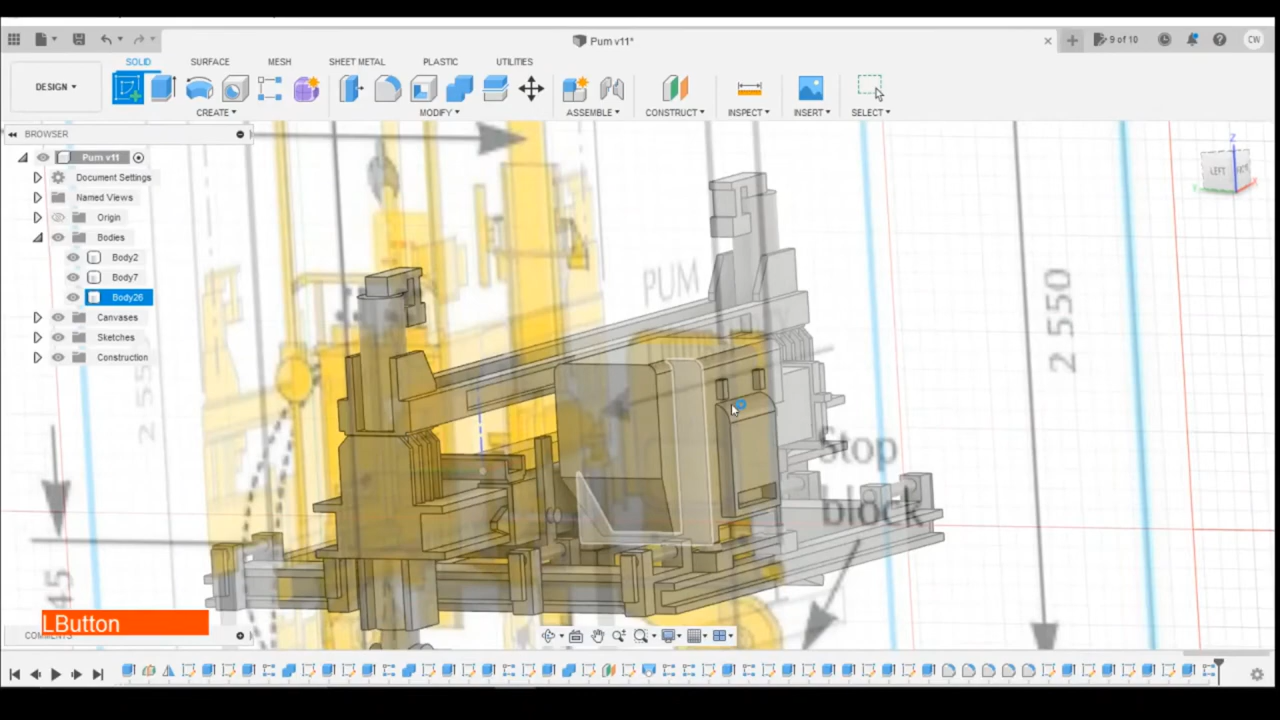 Pum v11*
9 of 10
CW
DESIGN
SOLID
SURFACE
MESH
SHEET METAL
PLASTIC
UTILITIES
CREATE
MODIFY
ASSEMBLE
CONSTRUCT
INSPECT
INSERT
SELECT
BROWSER
Pum v11
Document Settings
Named Views
Origin
Bodies
Body2
Body7
Body26
Canvases
Sketches
Construction
Z
LEFT
PUM
2 550
Stop
block
45
LButton